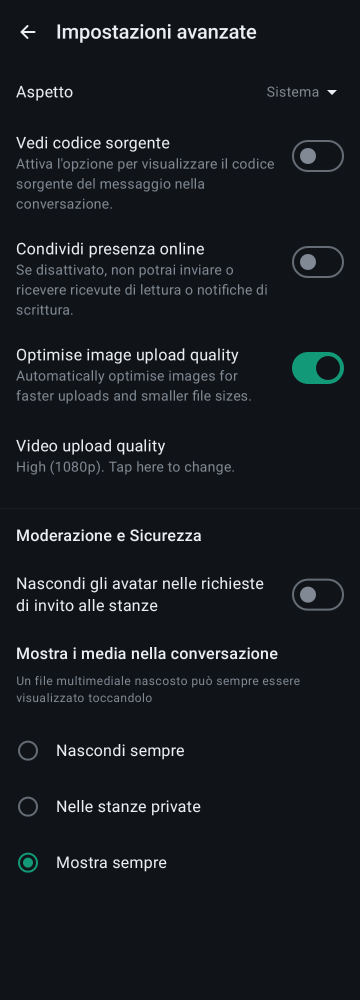 Impostazioni avanzate
Aspetto
Sistema
Vedi codice sorgente
Attiva l'opzione per visualizzare il codice
sorgente del messaggio nella
conversazione.
Condividi presenza online
Se disattivato, non potrai inviare o
ricevere ricevute di lettura o notifiche di
scrittura.
Optimise image upload quality
Automatically optimise images for
faster uploads and smaller file sizes.
Video upload quality
High (1080p). Tap here to change.
Moderazione e Sicurezza
Nascondi gli avatar nelle richieste
di invito alle stanze
Mostra i media nella conversazione
Un file multimediale nascosto può sempre essere
visualizzato toccandolo
Nascondi sempre
Nelle stanze private
Mostra sempre